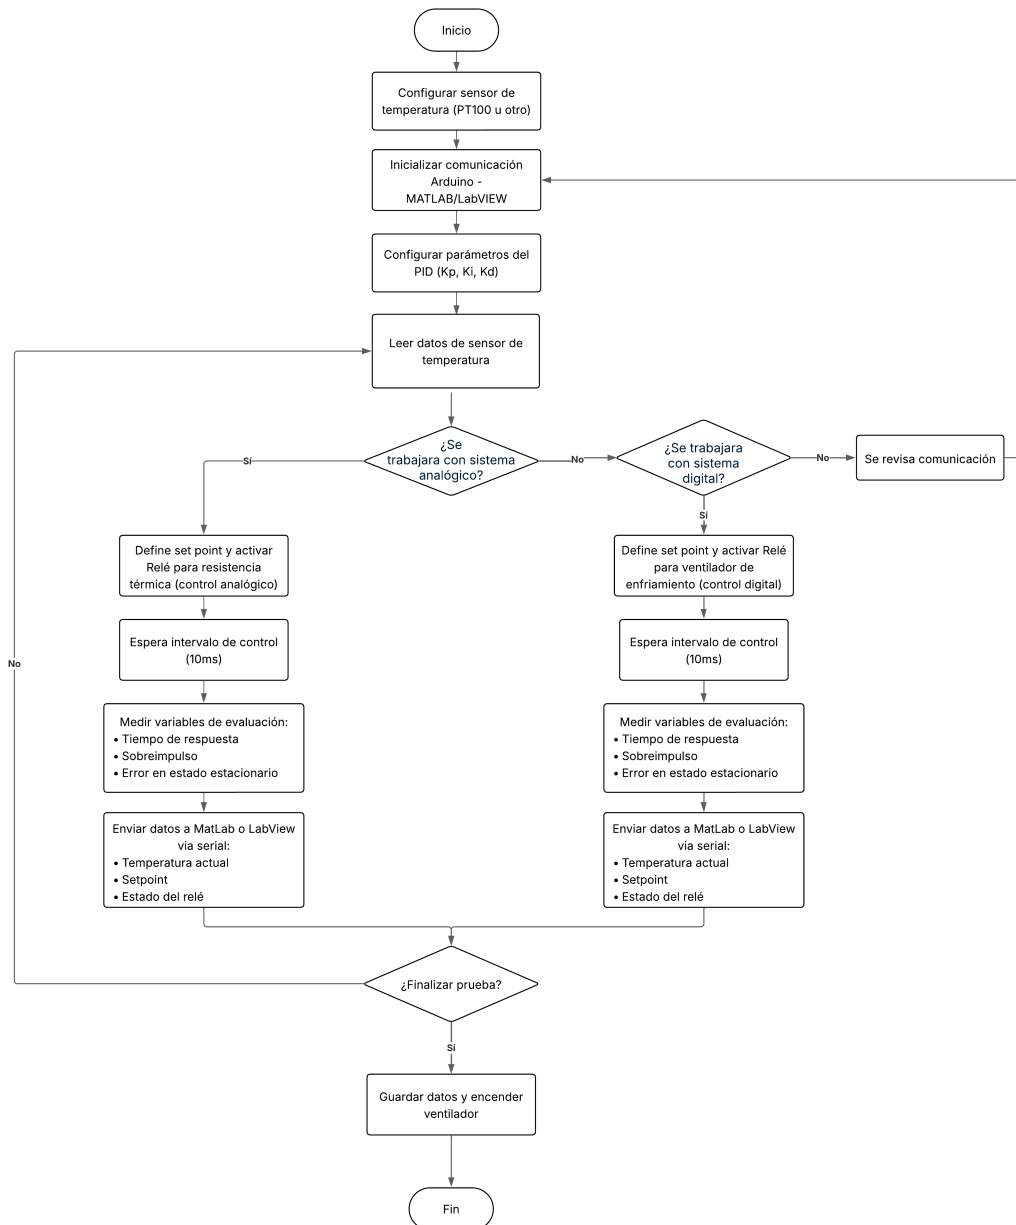 Inicio
Configurar sensor de
temperatura (PT100 u otro)
Inicializar comunicación
Arduino -
MATLAB/LabVIEW
Configurar parámetros del
PID (Kp, Ki, Kd)
Leer datos de sensor de
temperatura
¿Se
trabajara con sistema
analógico?
Sí
No
¿Se trabajara
con sistema
digital?
No
Se revisa comunicación
Sí
Define set point y activar
Relé para resistencia
térmica (control analógico)
Espera intervalo de control
(10ms)
Medir variables de evaluación:
• Tiempo de respuesta
• Sobreimpulso
• Error en estado estacionario
Enviar datos a MatLab o LabView
via serial:
• Temperatura actual
• Setpoint
• Estado del relé
Define set point y activar Relé
para ventilador de
enfriamiento (control digital)
Espera intervalo de control
(10ms)
Medir variables de evaluación:
• Tiempo de respuesta
• Sobreimpulso
• Error en estado estacionario
Enviar datos a MatLab o LabView
via serial:
• Temperatura actual
• Setpoint
• Estado del relé
¿Finalizar prueba?
No
Sí
Guardar datos y encender
ventilador
Fin